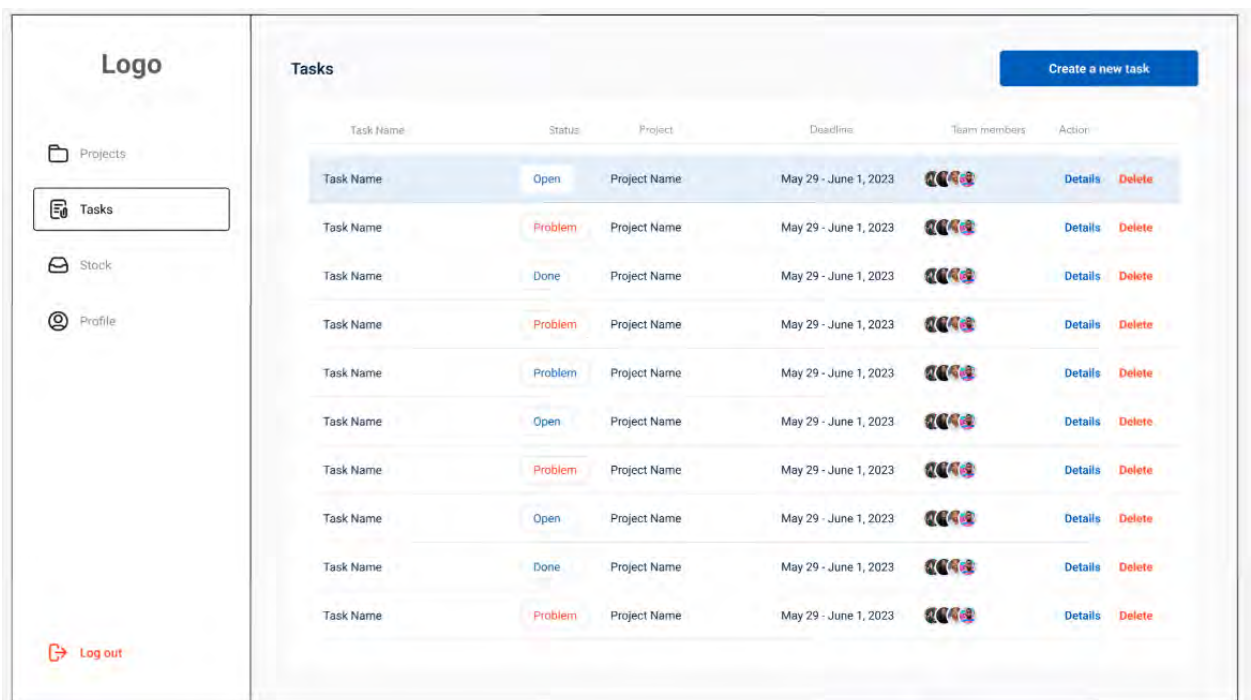 Logo
Tasks
Create a new task
Task Name Status Project Deadline Team members Action
Projects
Task Name Open Project Name May 29 - June 1, 2023 Details Delete
Tasks
Task Name Problem Project Name May 29 - June 1, 2023 Details Delete
Stock
Task Name Done Project Name May 29 - June 1, 2023 Details Delete
Profile
Task Name Problem Project Name May 29 - June 1, 2023 Details Delete
Task Name Problem Project Name May 29 - June 1, 2023 Details Delete
Task Name Open Project Name May 29 - June 1, 2023 Details Delete
Task Name Problem Project Name May 29 - June 1, 2023 Details Delete
Task Name Open Project Name May 29 - June 1, 2023 Details Delete
Task Name Done Project Name May 29 - June 1, 2023 Details Delete
Task Name Problem Project Name May 29 - June 1, 2023 Details Delete
Log out